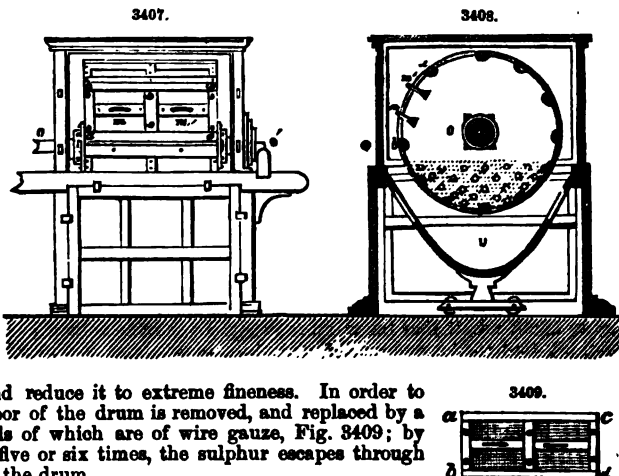 3407.
3408.
nd reduce it to extreme fineness. In order to
oor of the drum is removed, and replaced by a
ls of which are of wire gauze, Fig. 3409; by
five or six times, the sulphur escapes through
the drum.
3409.
a
c
b